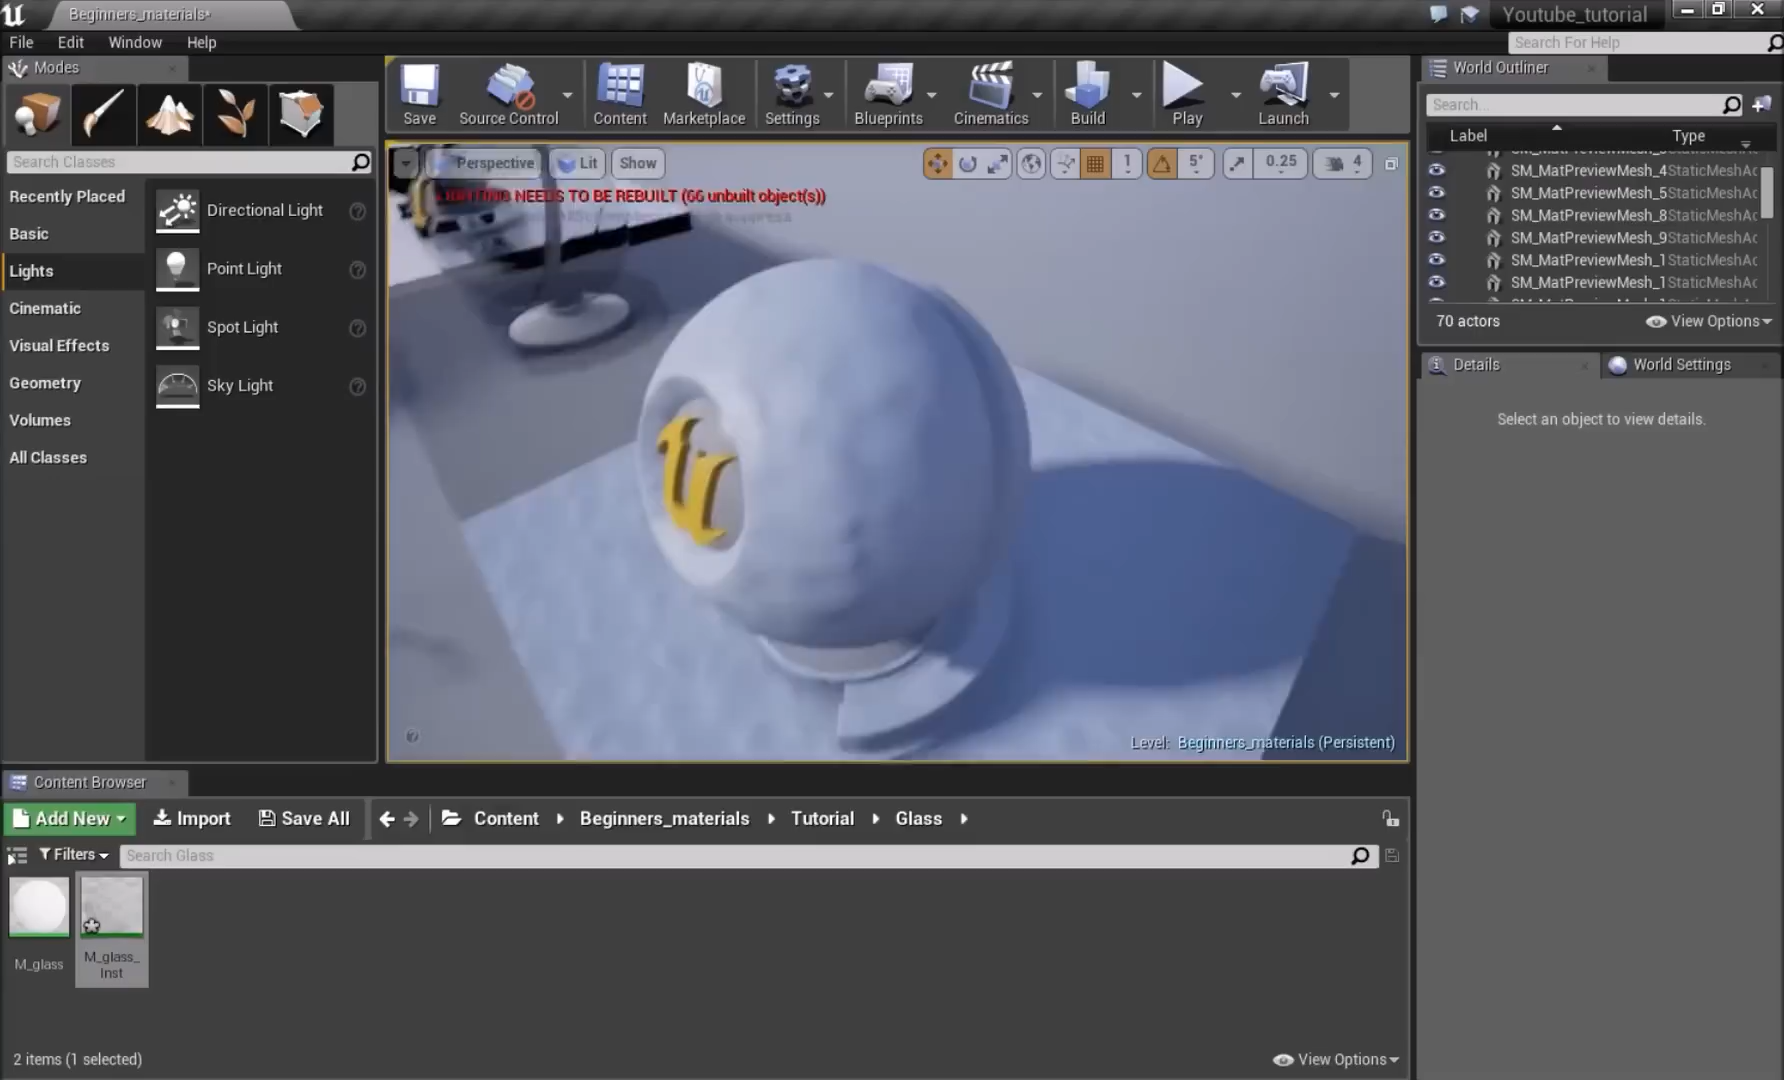 Beginners_materials*
Youtube_tutorial
File Edit Window Help
Search For Help
Modes
Save Source Control Content Marketplace Settings Blueprints Cinematics Build Play Launch
World Outliner
Search...
Label Type
Search Classes
Perspective Lit Show
1 5° 0.25 4
NEEDS TO BE REBUILT (66 unbuilt object(s))
SM_MatPreviewMesh_4 StaticMeshAc
SM_MatPreviewMesh_5 StaticMeshAc
SM_MatPreviewMesh_8 StaticMeshAc
SM_MatPreviewMesh_9 StaticMeshAc
SM_MatPreviewMesh_1 StaticMeshAc
SM_MatPreviewMesh_1 StaticMeshAc
70 actors
View Options
Recently Placed
Basic
Lights
Cinematic
Visual Effects
Geometry
Volumes
All Classes
Directional Light
Point Light
Spot Light
Sky Light
Details World Settings
Select an object to view details.
Level: Beginners_materials (Persistent)
Content Browser
Add New Import Save All Content Beginners_materials Tutorial Glass
Filters Search Glass
M_glass
M_glass_
Inst
2 items (1 selected)
View Options